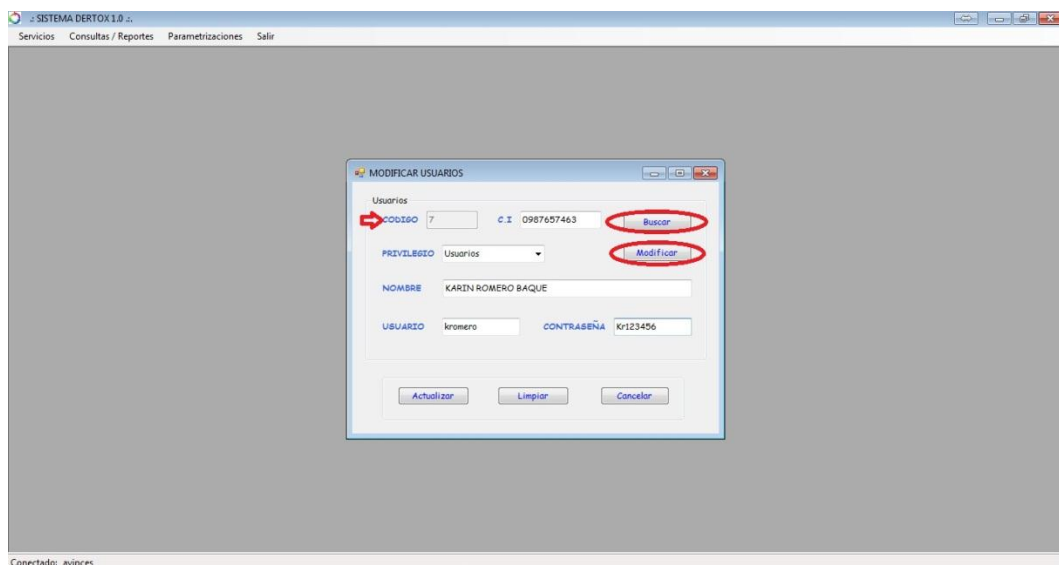 .: SISTEMA DERTOX 1.0 :.
Servicios Consultas / Reportes Parametrizaciones Salir
MODIFICAR USUARIOS
Usuarios
CODIGO 7 C.I 0987657463 Buscar
PRIVILEGIO Usuarios Modificar
NOMBRE KARIN ROMERO BAQUE
USUARIO kromero CONTRASEÑA Kr123456
Actualizar Limpiar Cancelar
Conectado: avinces